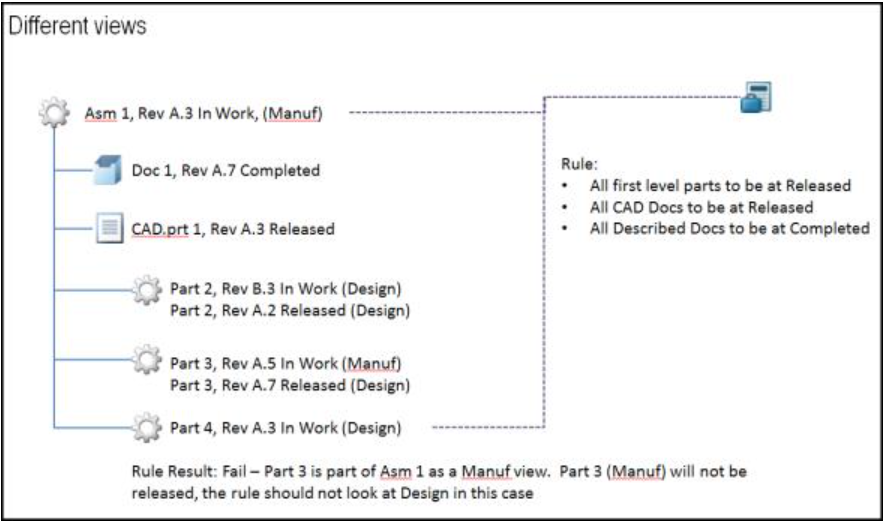 Different views
Asm 1, Rev A.3 In Work, (Manuf)
Doc 1, Rev A.7 Completed
CAD.prt 1, Rev A.3 Released
Part 2, Rev B.3 In Work (Design)
Part 2, Rev A.2 Released (Design)
Part 3, Rev A.5 In Work (Manuf)
Part 3, Rev A.7 Released (Design)
Part 4, Rev A.3 In Work (Design)
Rule:
• All first level parts to be at Released
• All CAD Docs to be at Released
• All Described Docs to be at Completed
Rule Result: Fail – Part 3 is part of Asm 1 as a Manuf view.  Part 3 (Manuf) will not be
released, the rule should not look at Design in this case